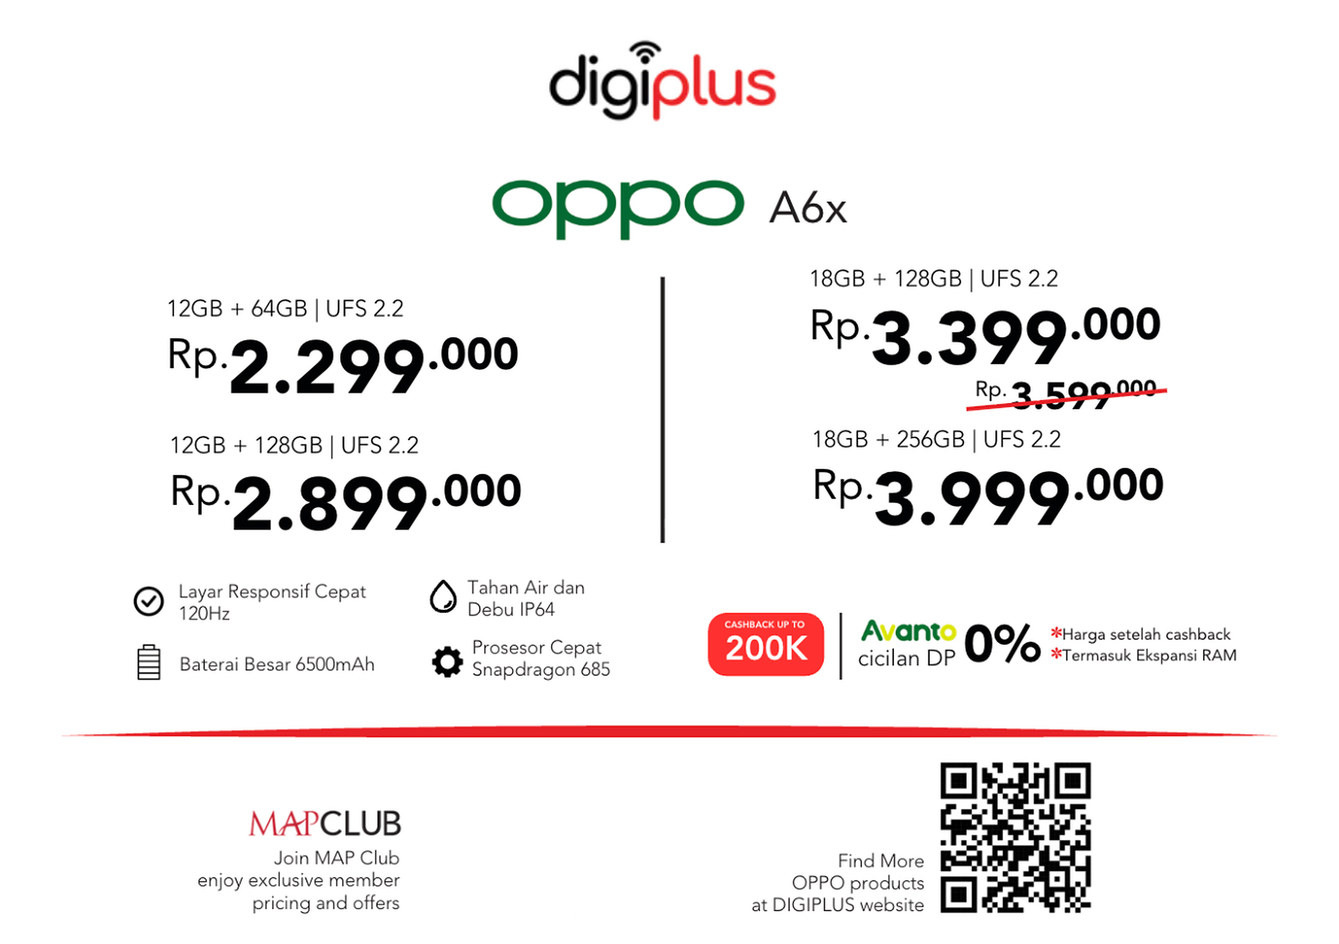 digiplus
oppo A6x
12GB + 64GB | UFS 2.2
Rp.2.299.000
12GB + 128GB | UFS 2.2
Rp.2.899.000
18GB + 128GB | UFS 2.2
Rp.3.399.000
Rp.3.599.000
18GB + 256GB | UFS 2.2
Rp.3.999.000
Layar Responsif Cepat
120Hz
Baterai Besar 6500mAh
Tahan Air dan
Debu IP64
Prosesor Cepat
Snapdragon 685
CASHBACK UP TO
200K
Avanto
cicilan DP 0%
*Harga setelah cashback
*Termasuk Ekspansi RAM
MAPCLUB
Join MAP Club
enjoy exclusive member
pricing and offers
Find More
OPPO products
at DIGIPLUS website